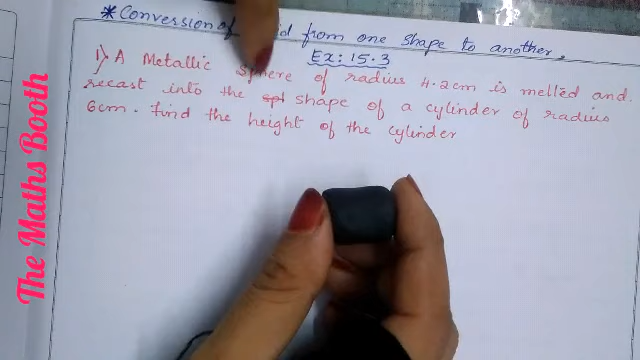 *Conversion of d from one shape to another.
Ex: 15.3
1) A Metallic Sphere of radius 4.2cm is melted and
recast into the shape of a cylinder of radius
6cm. find the height of the cylinder
The Maths Booth